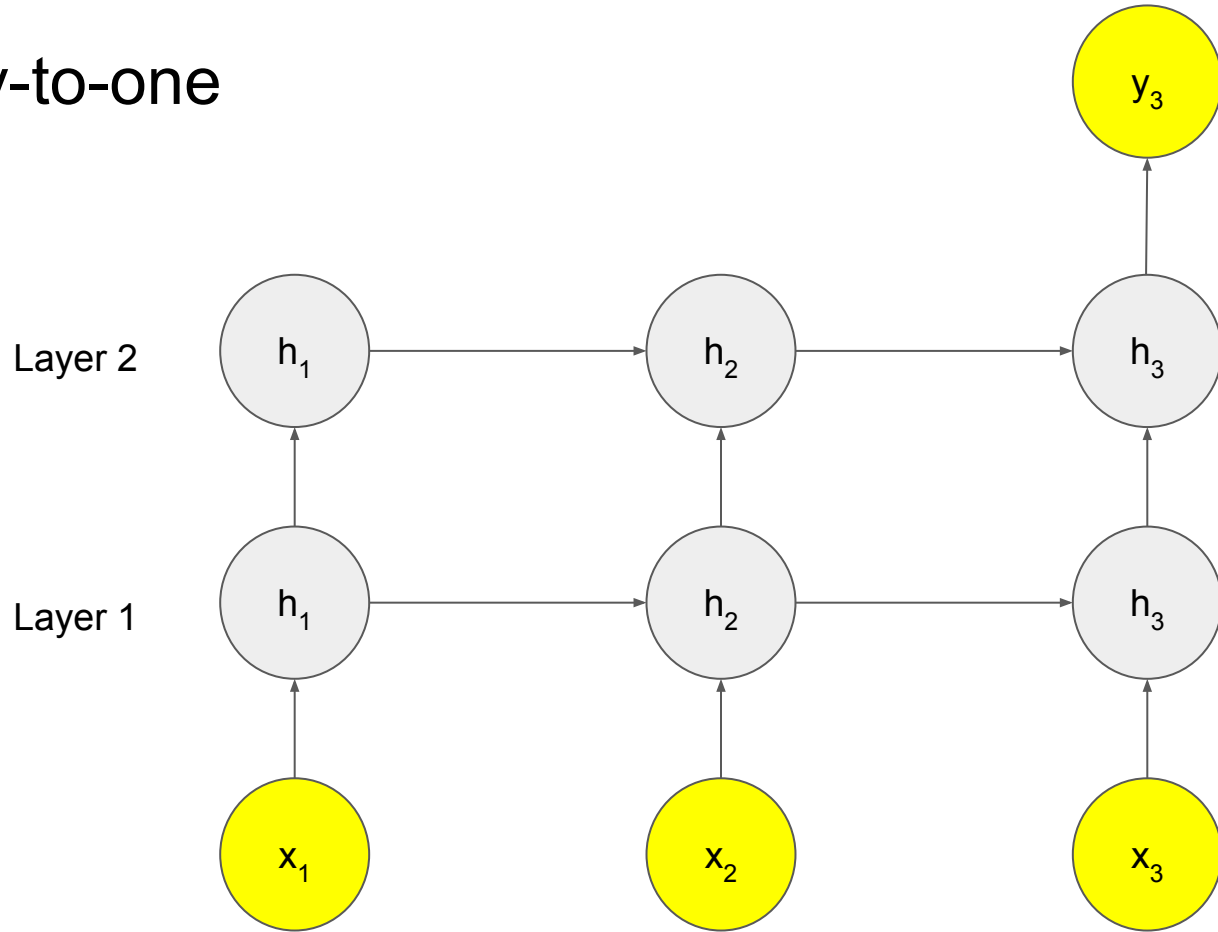 y-to-one
y₃
Layer 2
h₁ h₂ h₃
Layer 1
h₁ h₂ h₃
x₁ x₂ x₃